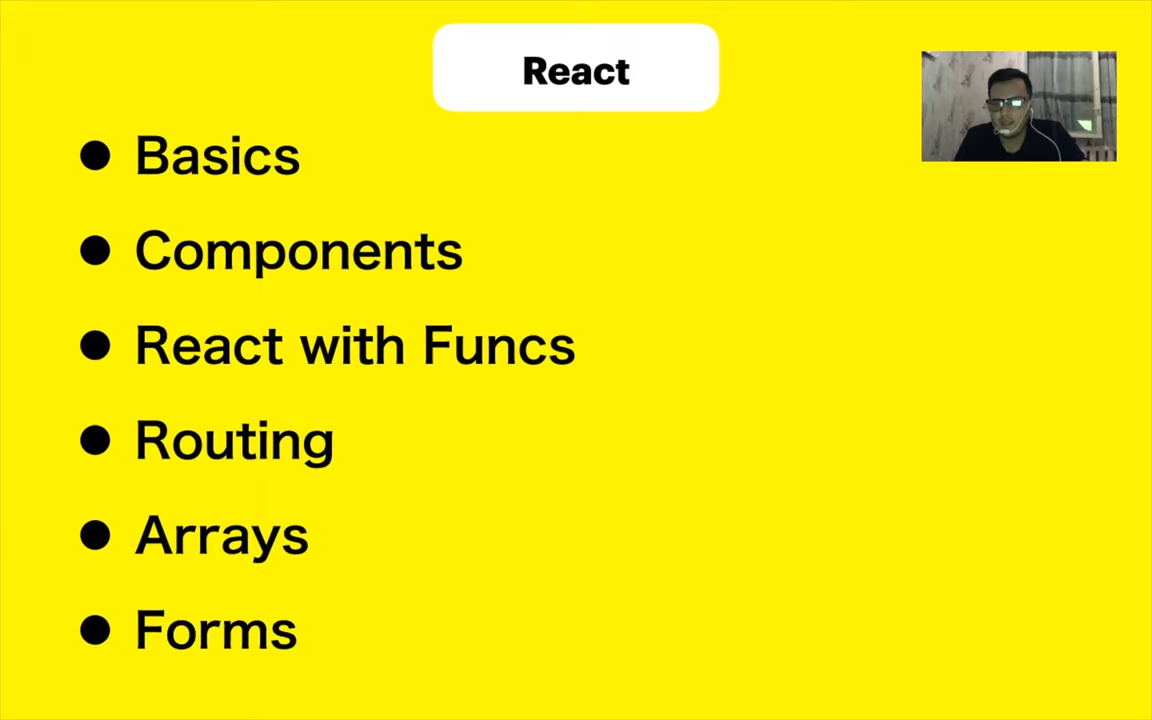 React
● Basics
● Components
● React with Funcs
● Routing
● Arrays
● Forms